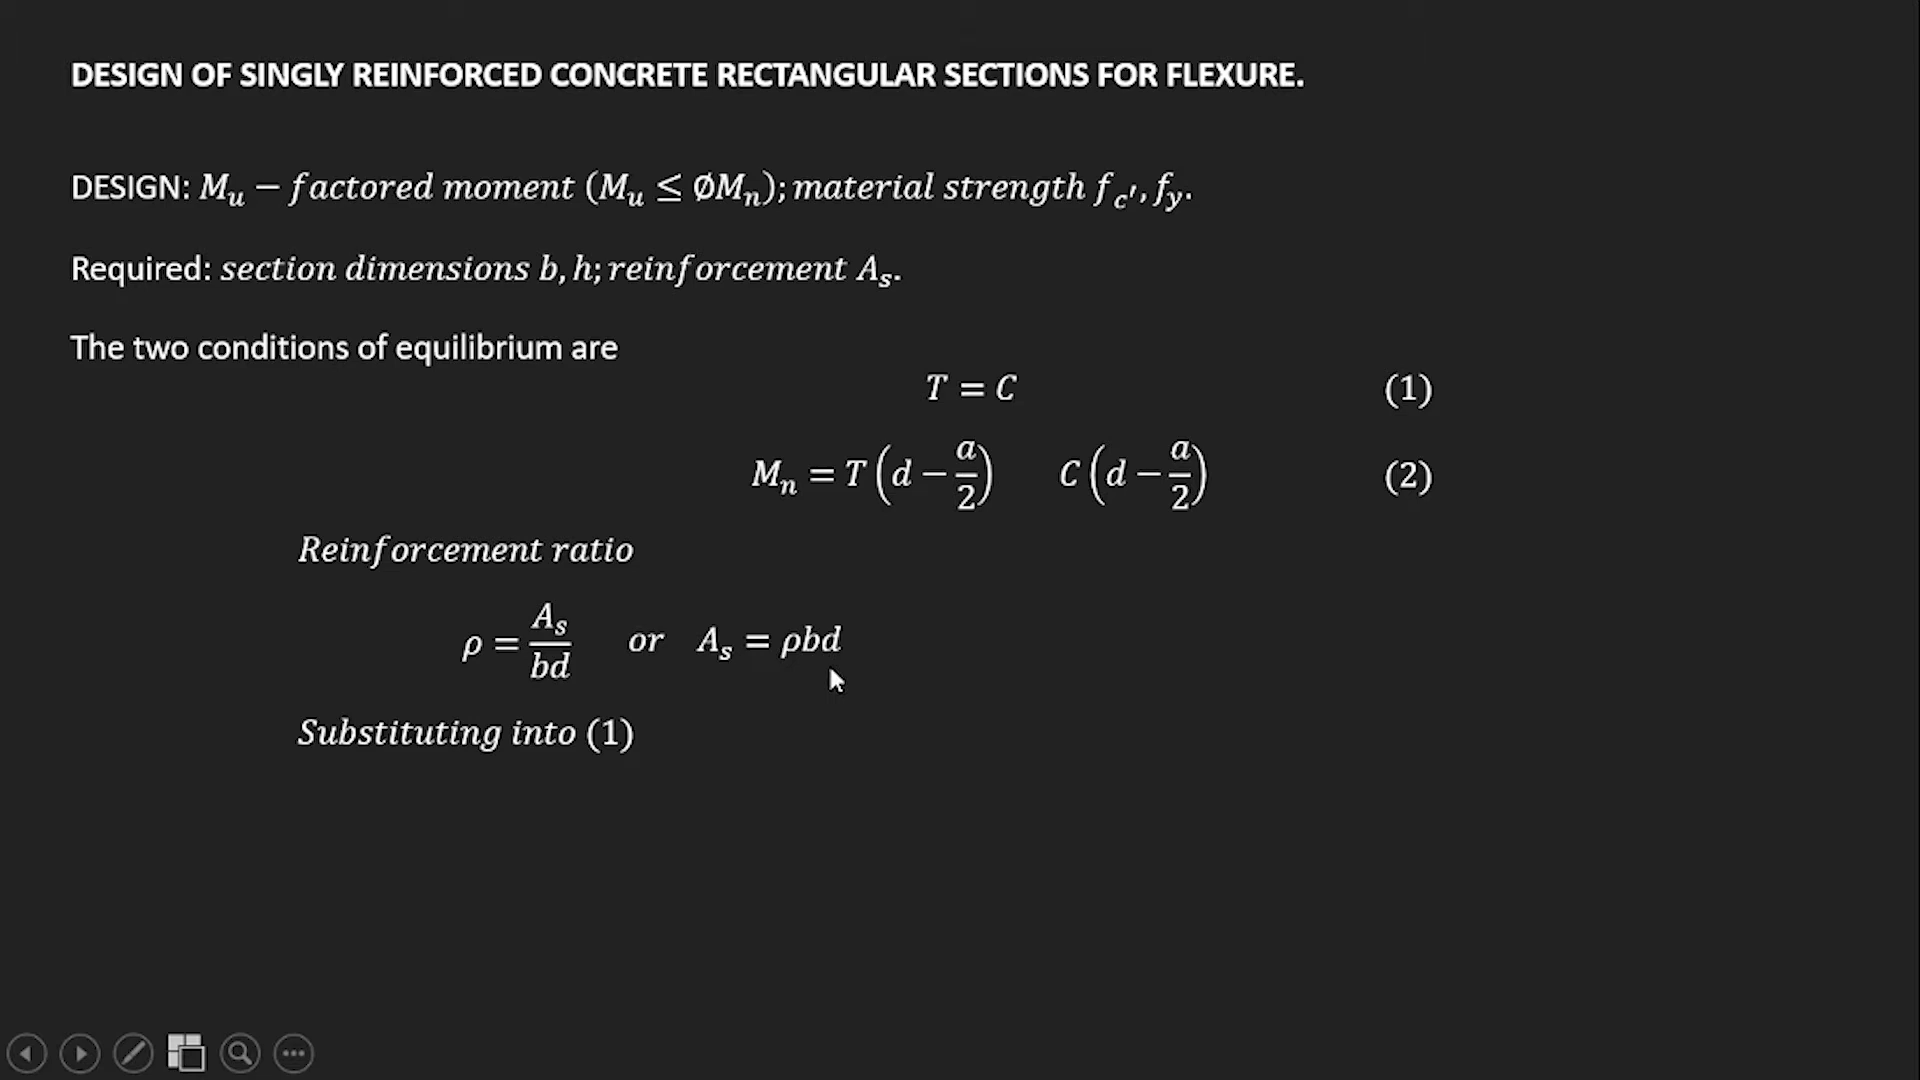 DESIGN OF SINGLY REINFORCED CONCRETE RECTANGULAR SECTIONS FOR FLEXURE.
DESIGN: Mᵤ − factored moment (Mᵤ ≤ ∅Mₙ); material strength f_c′, f_y.
Required: section dimensions b, h; reinforcement Aₛ.
The two conditions of equilibrium are
T = C (1)
Mₙ = T(d − a/2) C(d − a/2) (2)
Reinforcement ratio
ρ = Aₛ/bd or Aₛ = ρbd
Substituting into (1)